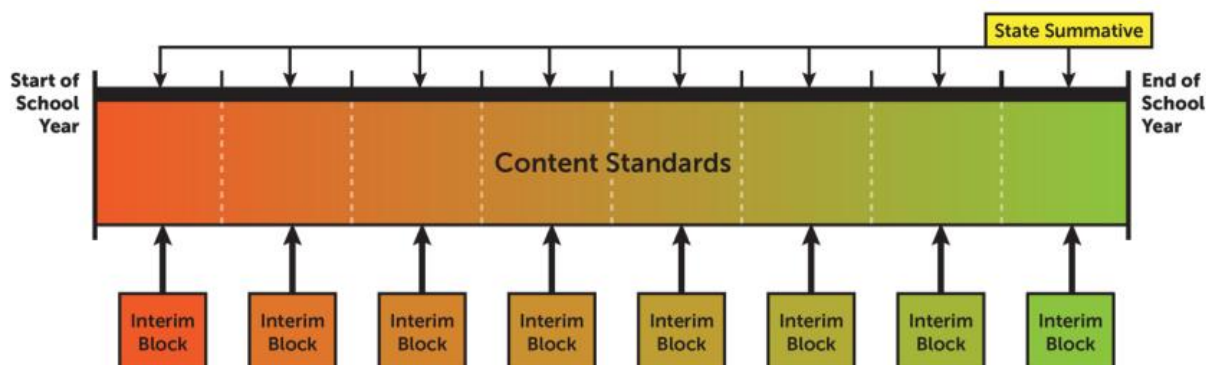 State Summative
Start of
School
Year
End of
School
Year
Content Standards
Interim
Block
Interim
Block
Interim
Block
Interim
Block
Interim
Block
Interim
Block
Interim
Block
Interim
Block